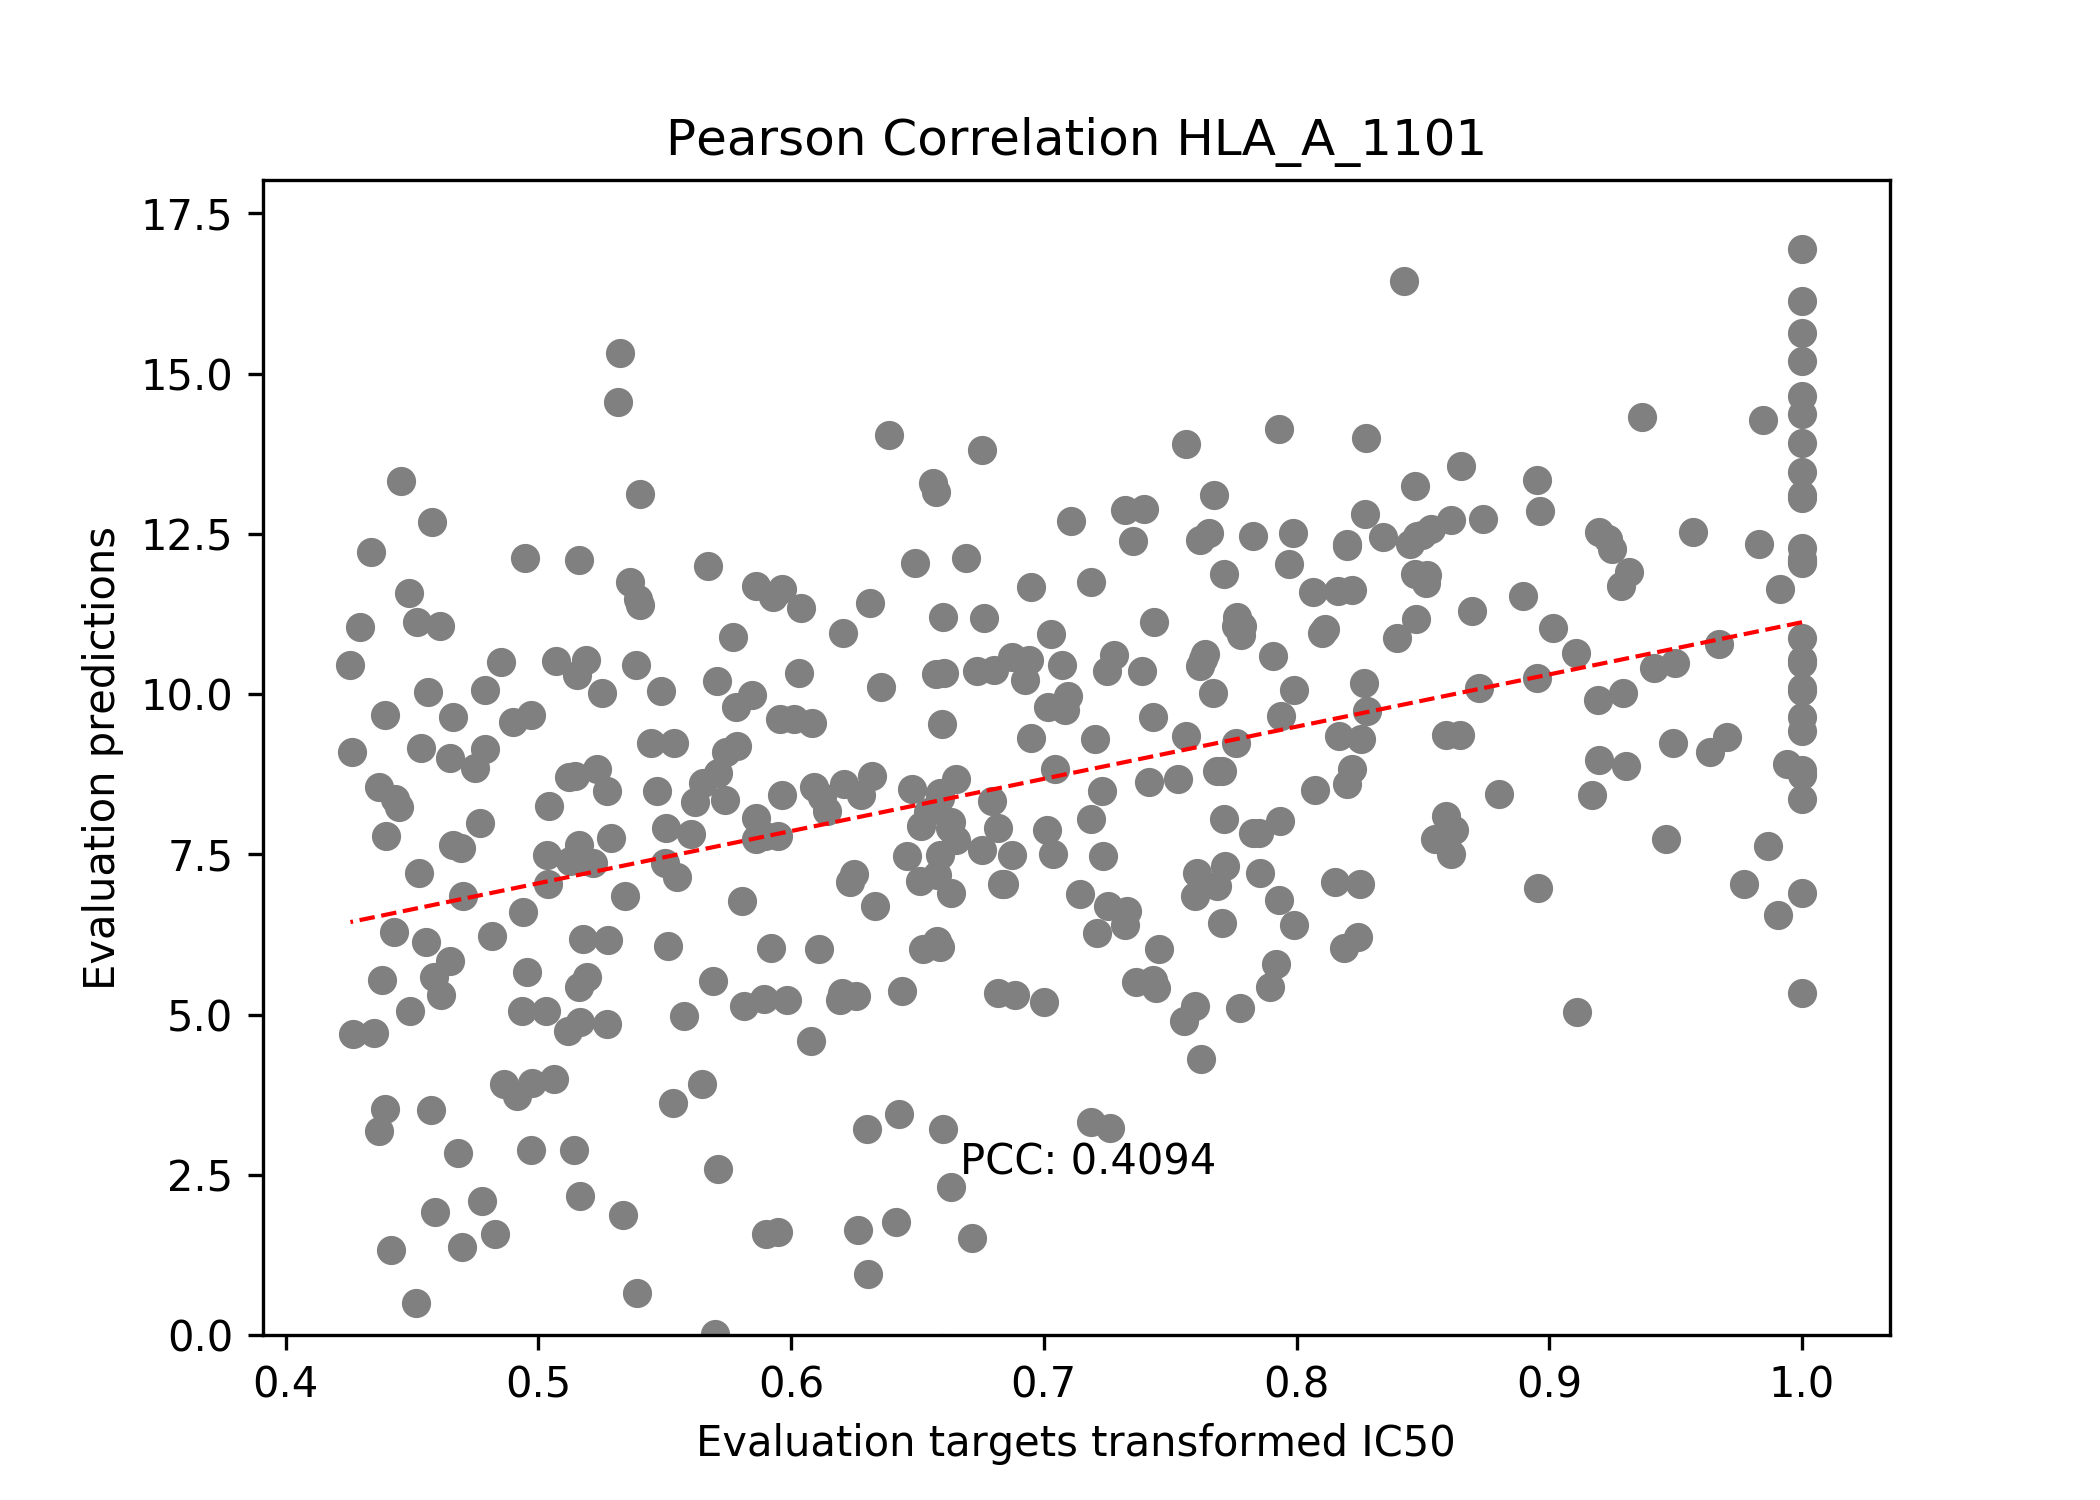 Pearson Correlation HLA_A_1101
17.5
15.0
12.5
10.0
7.5
5.0
2.5
0.0
Evaluation predictions
PCC: 0.4094
0.4 0.5 0.6 0.7 0.8 0.9 1.0
Evaluation targets transformed IC50